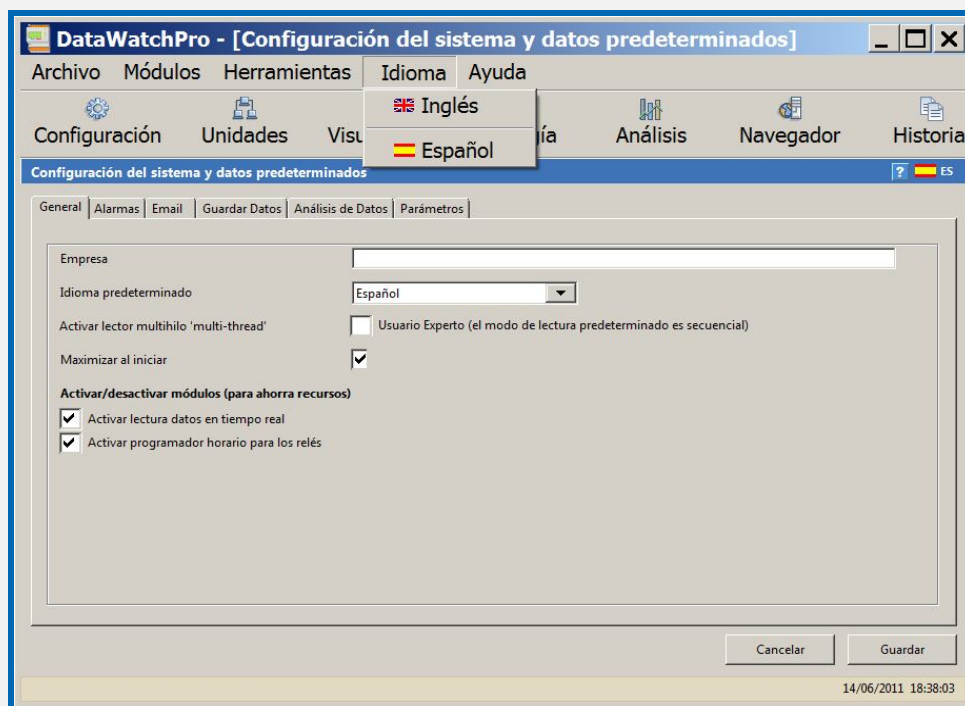 DataWatchPro - [Configuración del sistema y datos predeterminados]
Archivo Módulos Herramientas Idioma Ayuda
Inglés
Español
Configuración Unidades Análisis Navegador Historia
Configuración del sistema y datos predeterminados ? ES
General Alarmas Email Guardar Datos Análisis de Datos Parámetros
Empresa
Idioma predeterminado Español
Activar lector multihilo 'multi-thread' Usuario Experto (el modo de lectura predeterminado es secuencial)
Maximizar al iniciar
Activar/desactivar módulos (para ahorra recursos)
Activar lectura datos en tiempo real
Activar programador horario para los relés
Cancelar Guardar
14/06/2011 18:38:03